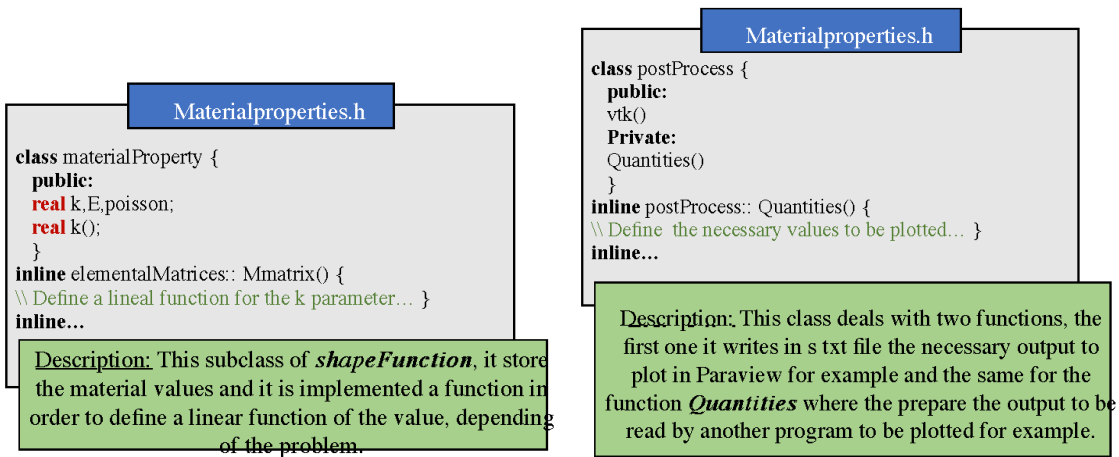 Materialproperties.h
class materialProperty {
public:
real k,E,poisson;
real k();
}
inline elementalMatrices:: Mmatrix() {
\\ Define a lineal function for the k parameter… }
inline…
Description: This subclass of shapeFunction, it store
the material values and it is implemented a function in
order to define a linear function of the value, depending
of the problem.
Materialproperties.h
class postProcess {
public:
vtk()
Private:
Quantities()
}
inline postProcess:: Quantities() {
\\ Define  the necessary values to be plotted… }
inline…
Description: This class deals with two functions, the
first one it writes in s txt file the necessary output to
plot in Paraview for example and the same for the
function Quantities where the prepare the output to be
read by another program to be plotted for example.